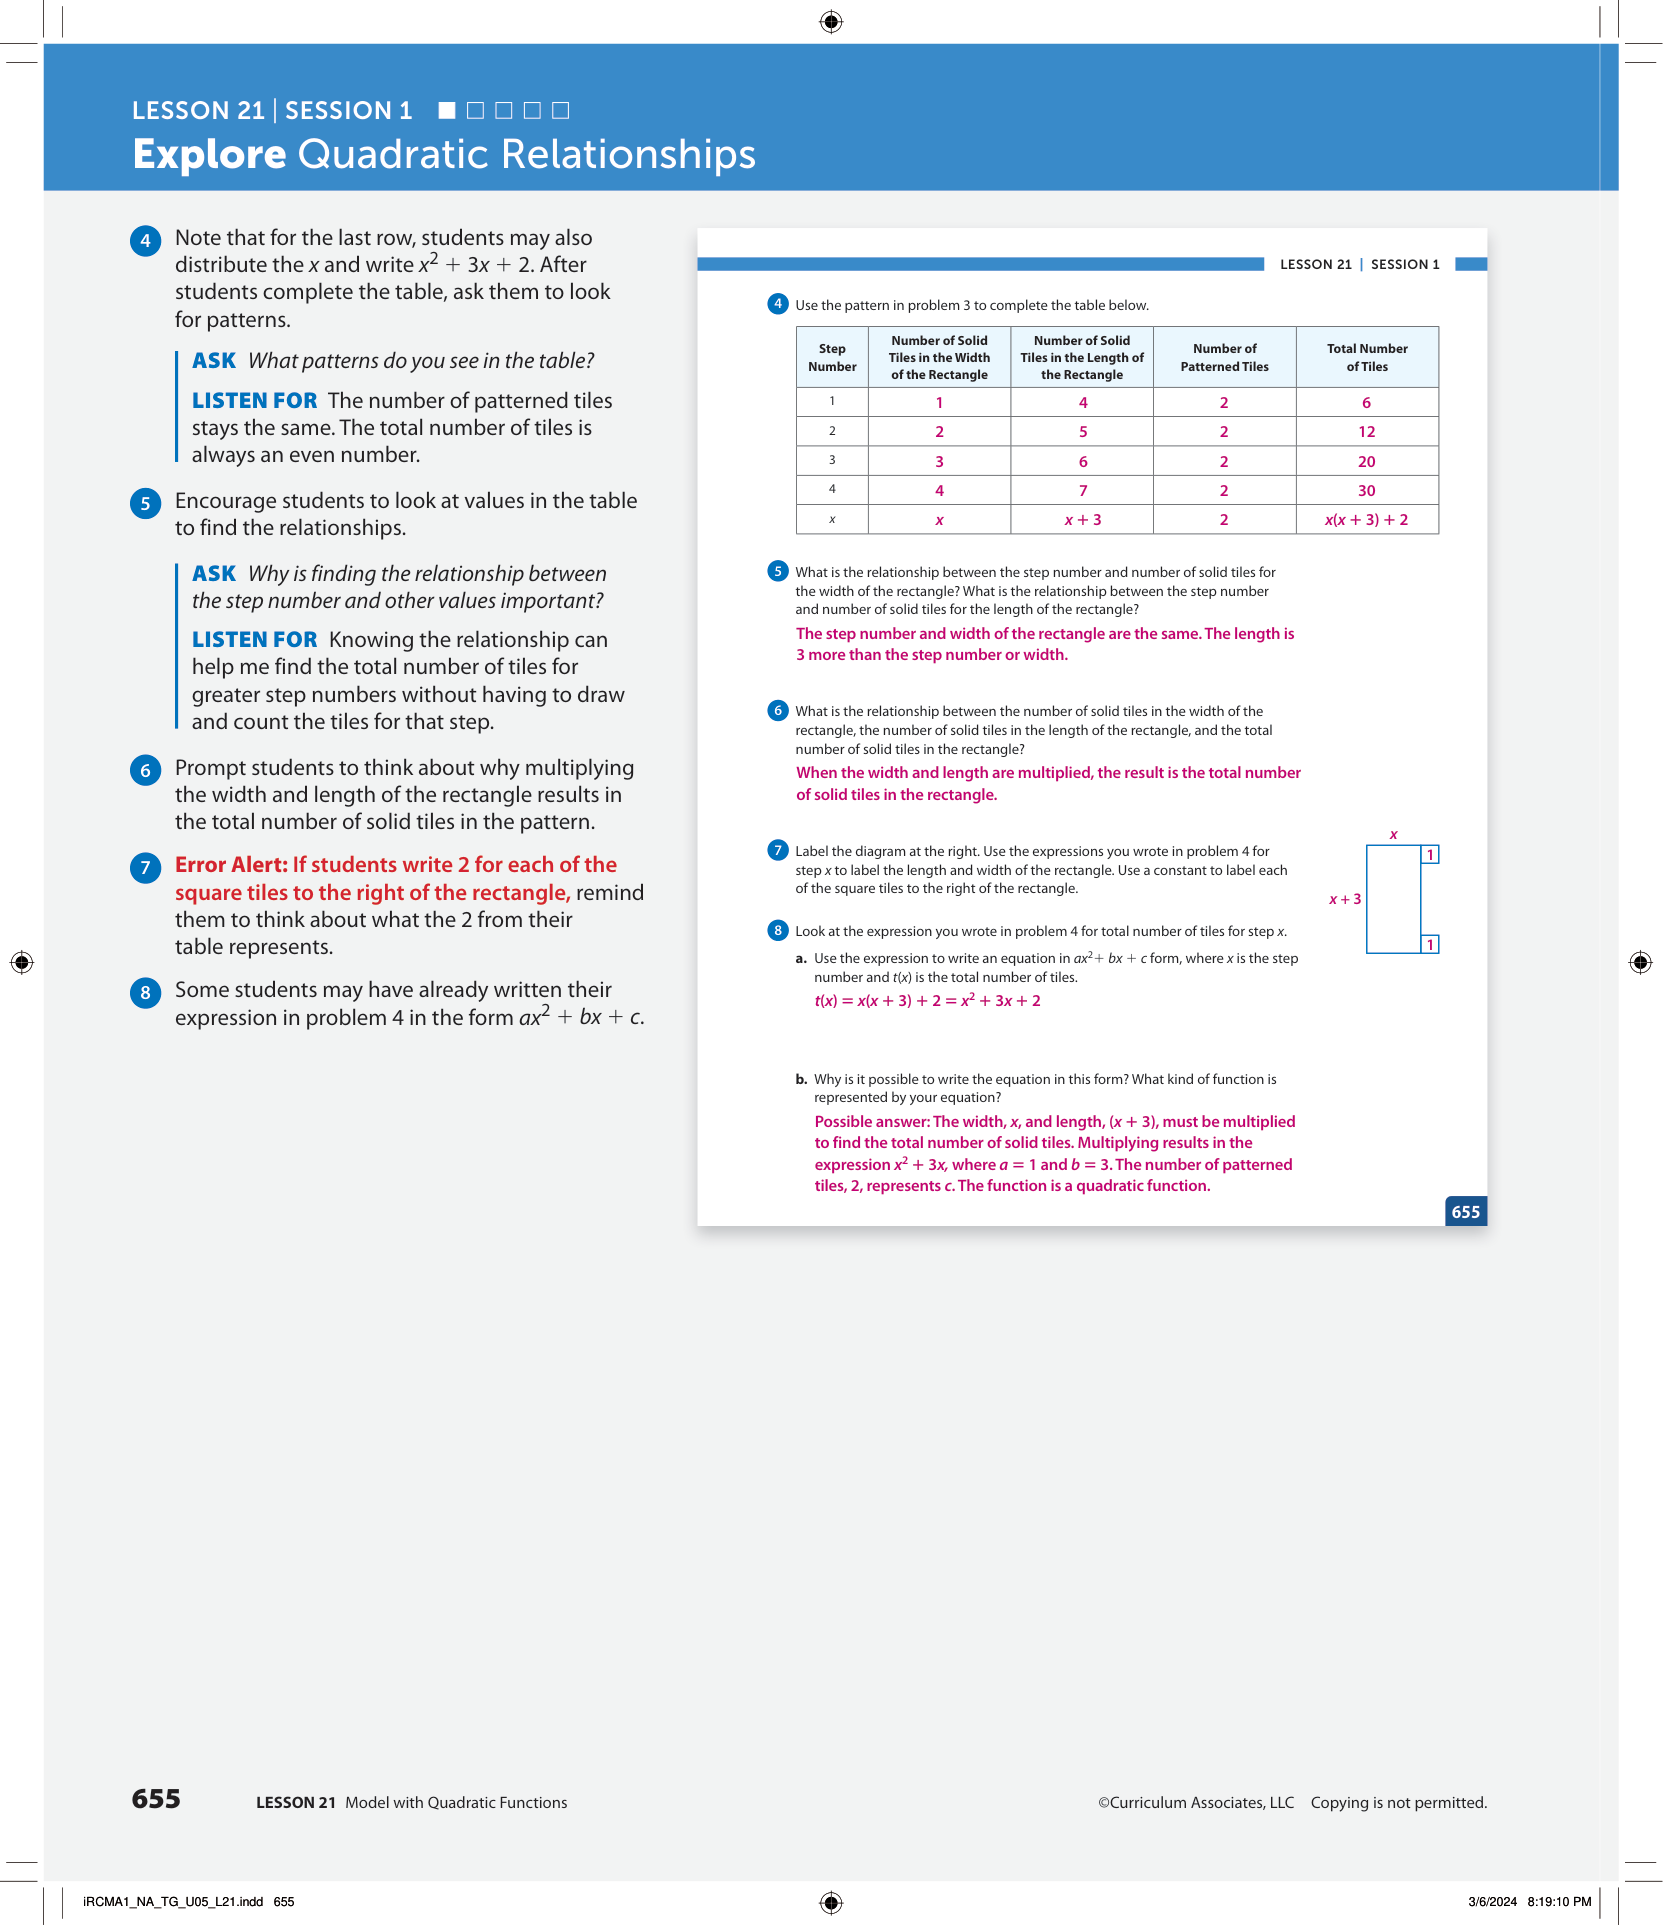 LESSON 21 | SESSION 1
Explore Quadratic Relationships
4 Note that for the last row, students may also
distribute the x and write x² + 3x + 2. After
students complete the table, ask them to look
for patterns.
ASK What patterns do you see in the table?
LISTEN FOR The number of patterned tiles
stays the same. The total number of tiles is
always an even number.
5 Encourage students to look at values in the table
to find the relationships.
ASK Why is finding the relationship between
the step number and other values important?
LISTEN FOR Knowing the relationship can
help me find the total number of tiles for
greater step numbers without having to draw
and count the tiles for that step.
6 Prompt students to think about why multiplying
the width and length of the rectangle results in
the total number of solid tiles in the pattern.
7 Error Alert: If students write 2 for each of the
square tiles to the right of the rectangle, remind
them to think about what the 2 from their
table represents.
8 Some students may have already written their
expression in problem 4 in the form ax² + bx + c.
LESSON 21 | SESSION 1
4 Use the pattern in problem 3 to complete the table below.
Step Number | Number of Solid Tiles in the Width of the Rectangle | Number of Solid Tiles in the Length of the Rectangle | Number of Patterned Tiles | Total Number of Tiles
1 | 1 | 4 | 2 | 6
2 | 2 | 5 | 2 | 12
3 | 3 | 6 | 2 | 20
4 | 4 | 7 | 2 | 30
x | x | x + 3 | 2 | x(x + 3) + 2
5 What is the relationship between the step number and number of solid tiles for
the width of the rectangle? What is the relationship between the step number
and number of solid tiles for the length of the rectangle?
The step number and width of the rectangle are the same. The length is
3 more than the step number or width.
6 What is the relationship between the number of solid tiles in the width of the
rectangle, the number of solid tiles in the length of the rectangle, and the total
number of solid tiles in the rectangle?
When the width and length are multiplied, the result is the total number
of solid tiles in the rectangle.
7 Label the diagram at the right. Use the expressions you wrote in problem 4 for
step x to label the length and width of the rectangle. Use a constant to label each
of the square tiles to the right of the rectangle.
x
1
x + 3
1
8 Look at the expression you wrote in problem 4 for total number of tiles for step x.
a. Use the expression to write an equation in ax² + bx + c form, where x is the step
number and t(x) is the total number of tiles.
t(x) = x(x + 3) + 2 = x² + 3x + 2
b. Why is it possible to write the equation in this form? What kind of function is
represented by your equation?
Possible answer: The width, x, and length, (x + 3), must be multiplied
to find the total number of solid tiles. Multiplying results in the
expression x² + 3x, where a = 1 and b = 3. The number of patterned
tiles, 2, represents c. The function is a quadratic function.
655
655 LESSON 21 Model with Quadratic Functions
©Curriculum Associates, LLC Copying is not permitted.
iRCMA1_NA_TG_U05_L21.indd 655
3/6/2024 8:19:10 PM